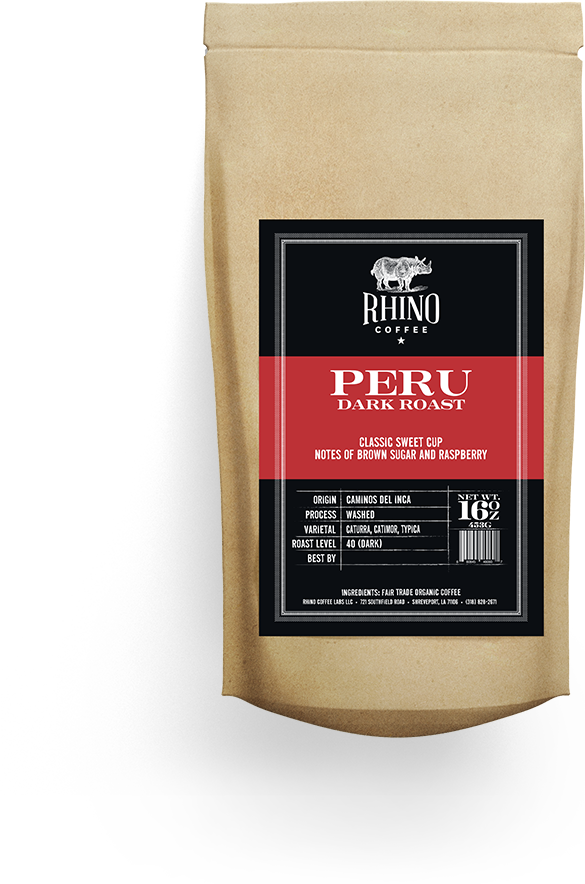 RHINO
COFFEE
PERU
DARK ROAST
CLASSIC SWEET CUP
NOTES OF BROWN SUGAR AND RASPBERRY
ORIGIN CAMINOS DEL INCA
PROCESS WASHED
VARIETAL CATURRA, CATIMOR, TYPICA
ROAST LEVEL 40 (DARK)
BEST BY
NET WT.
16 OZ
453G
INGREDIENTS: FAIR TRADE ORGANIC COFFEE
RHINO COFFEE LABS LLC • 721 SOUTHFIELD ROAD • SHREVEPORT, LA 71106 • (318) 828-2571